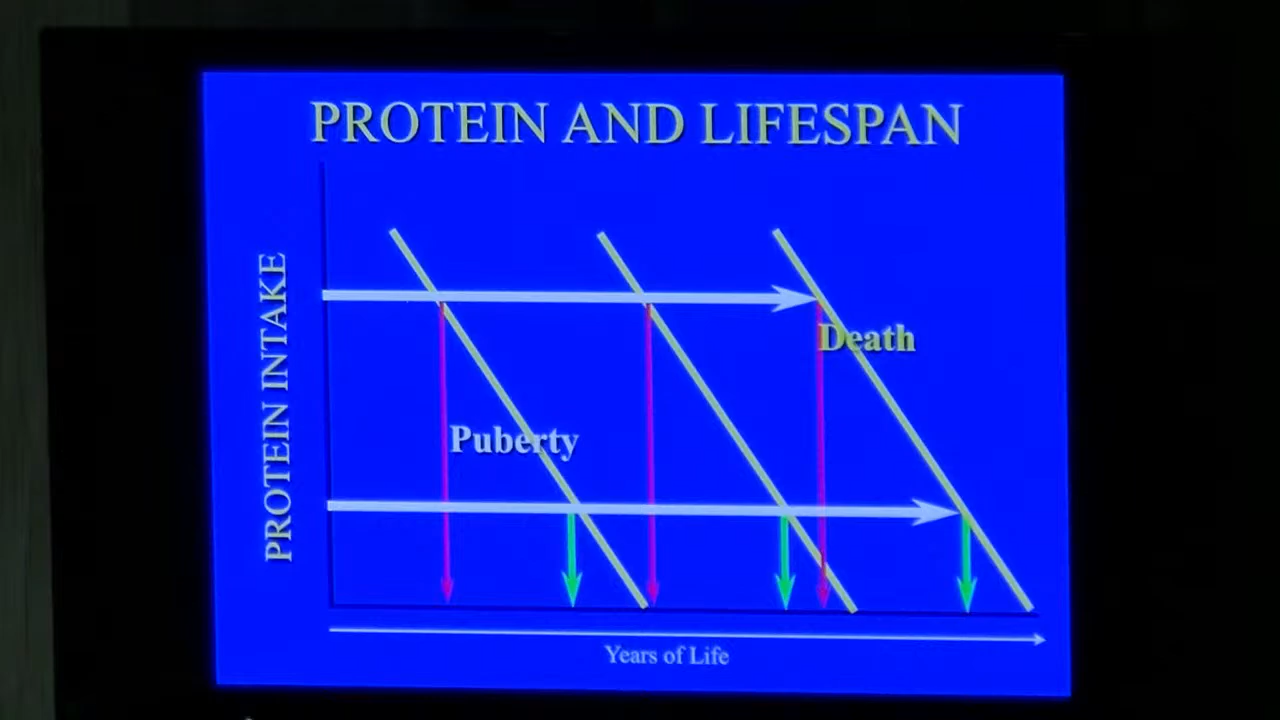 PROTEIN AND LIFESPAN
PROTEIN INTAKE
Death
Puberty
Years of Life